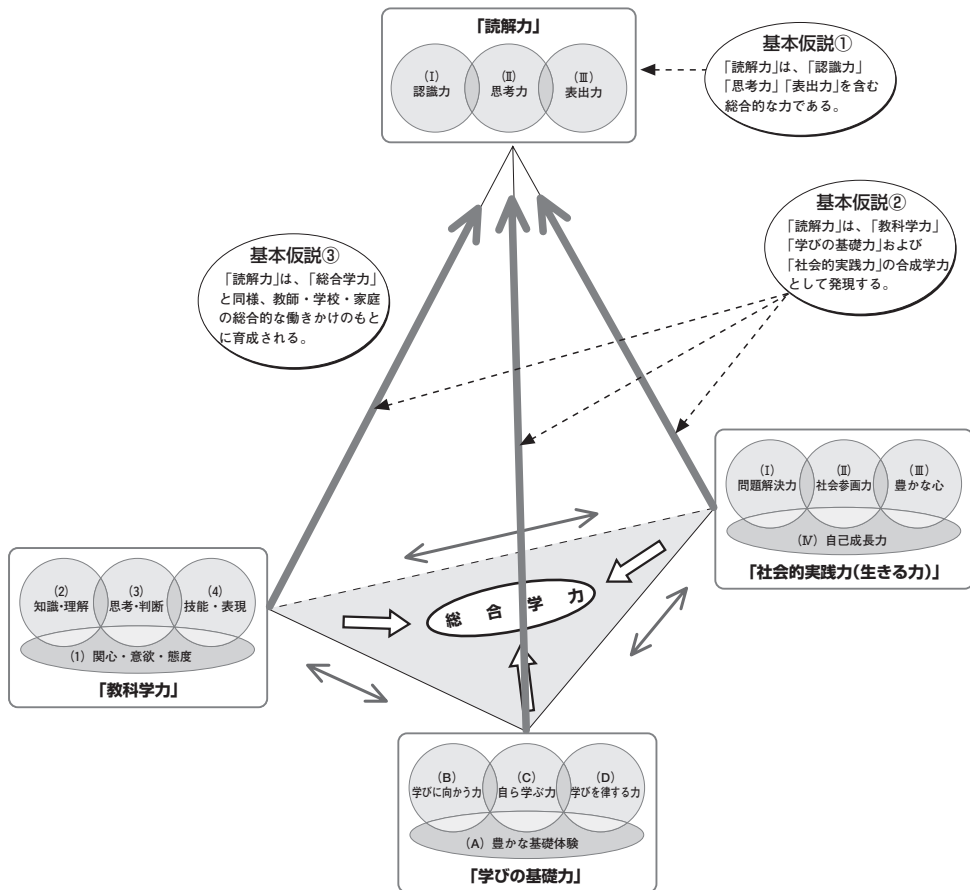 「読解力」
(Ⅰ)
認識力
(Ⅱ)
思考力
(Ⅲ)
表出力
基本仮説①
「読解力」は、「認識力」
「思考力」「表出力」を含む
総合的な力である。
基本仮説②
「読解力」は、「教科学力」
「学びの基礎力」および
「社会的実践力」の合成学力
として発現する。
基本仮説③
「読解力」は、「総合学力」
と同様、教師・学校・家庭
の総合的な働きかけのもと
に育成される。
(Ⅰ)
問題解決力
(Ⅱ)
社会参画力
(Ⅲ)
豊かな心
(Ⅳ) 自己成長力
「社会的実践力(生きる力)」
総合学力
(2)
知識・理解
(3)
思考・判断
(4)
技能・表現
(1) 関心・意欲・態度
「教科学力」
(B)
学びに向かう力
(C)
自ら学ぶ力
(D)
学びを律する力
(A) 豊かな基礎体験
「学びの基礎力」